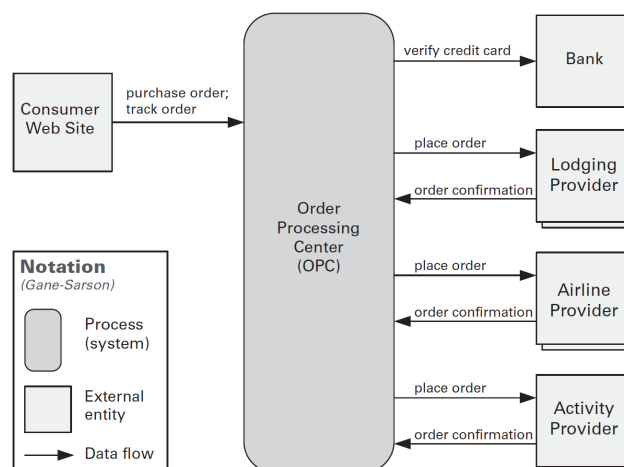 verify credit card
Bank
purchase order;
track order
Consumer
Web Site
place order
Lodging
Provider
order confirmation
Order
Processing
Center
(OPC)
place order
Airline
Provider
order confirmation
place order
Activity
Provider
order confirmation
Notation
(Gane-Sarson)
Process
(system)
External
entity
Data flow